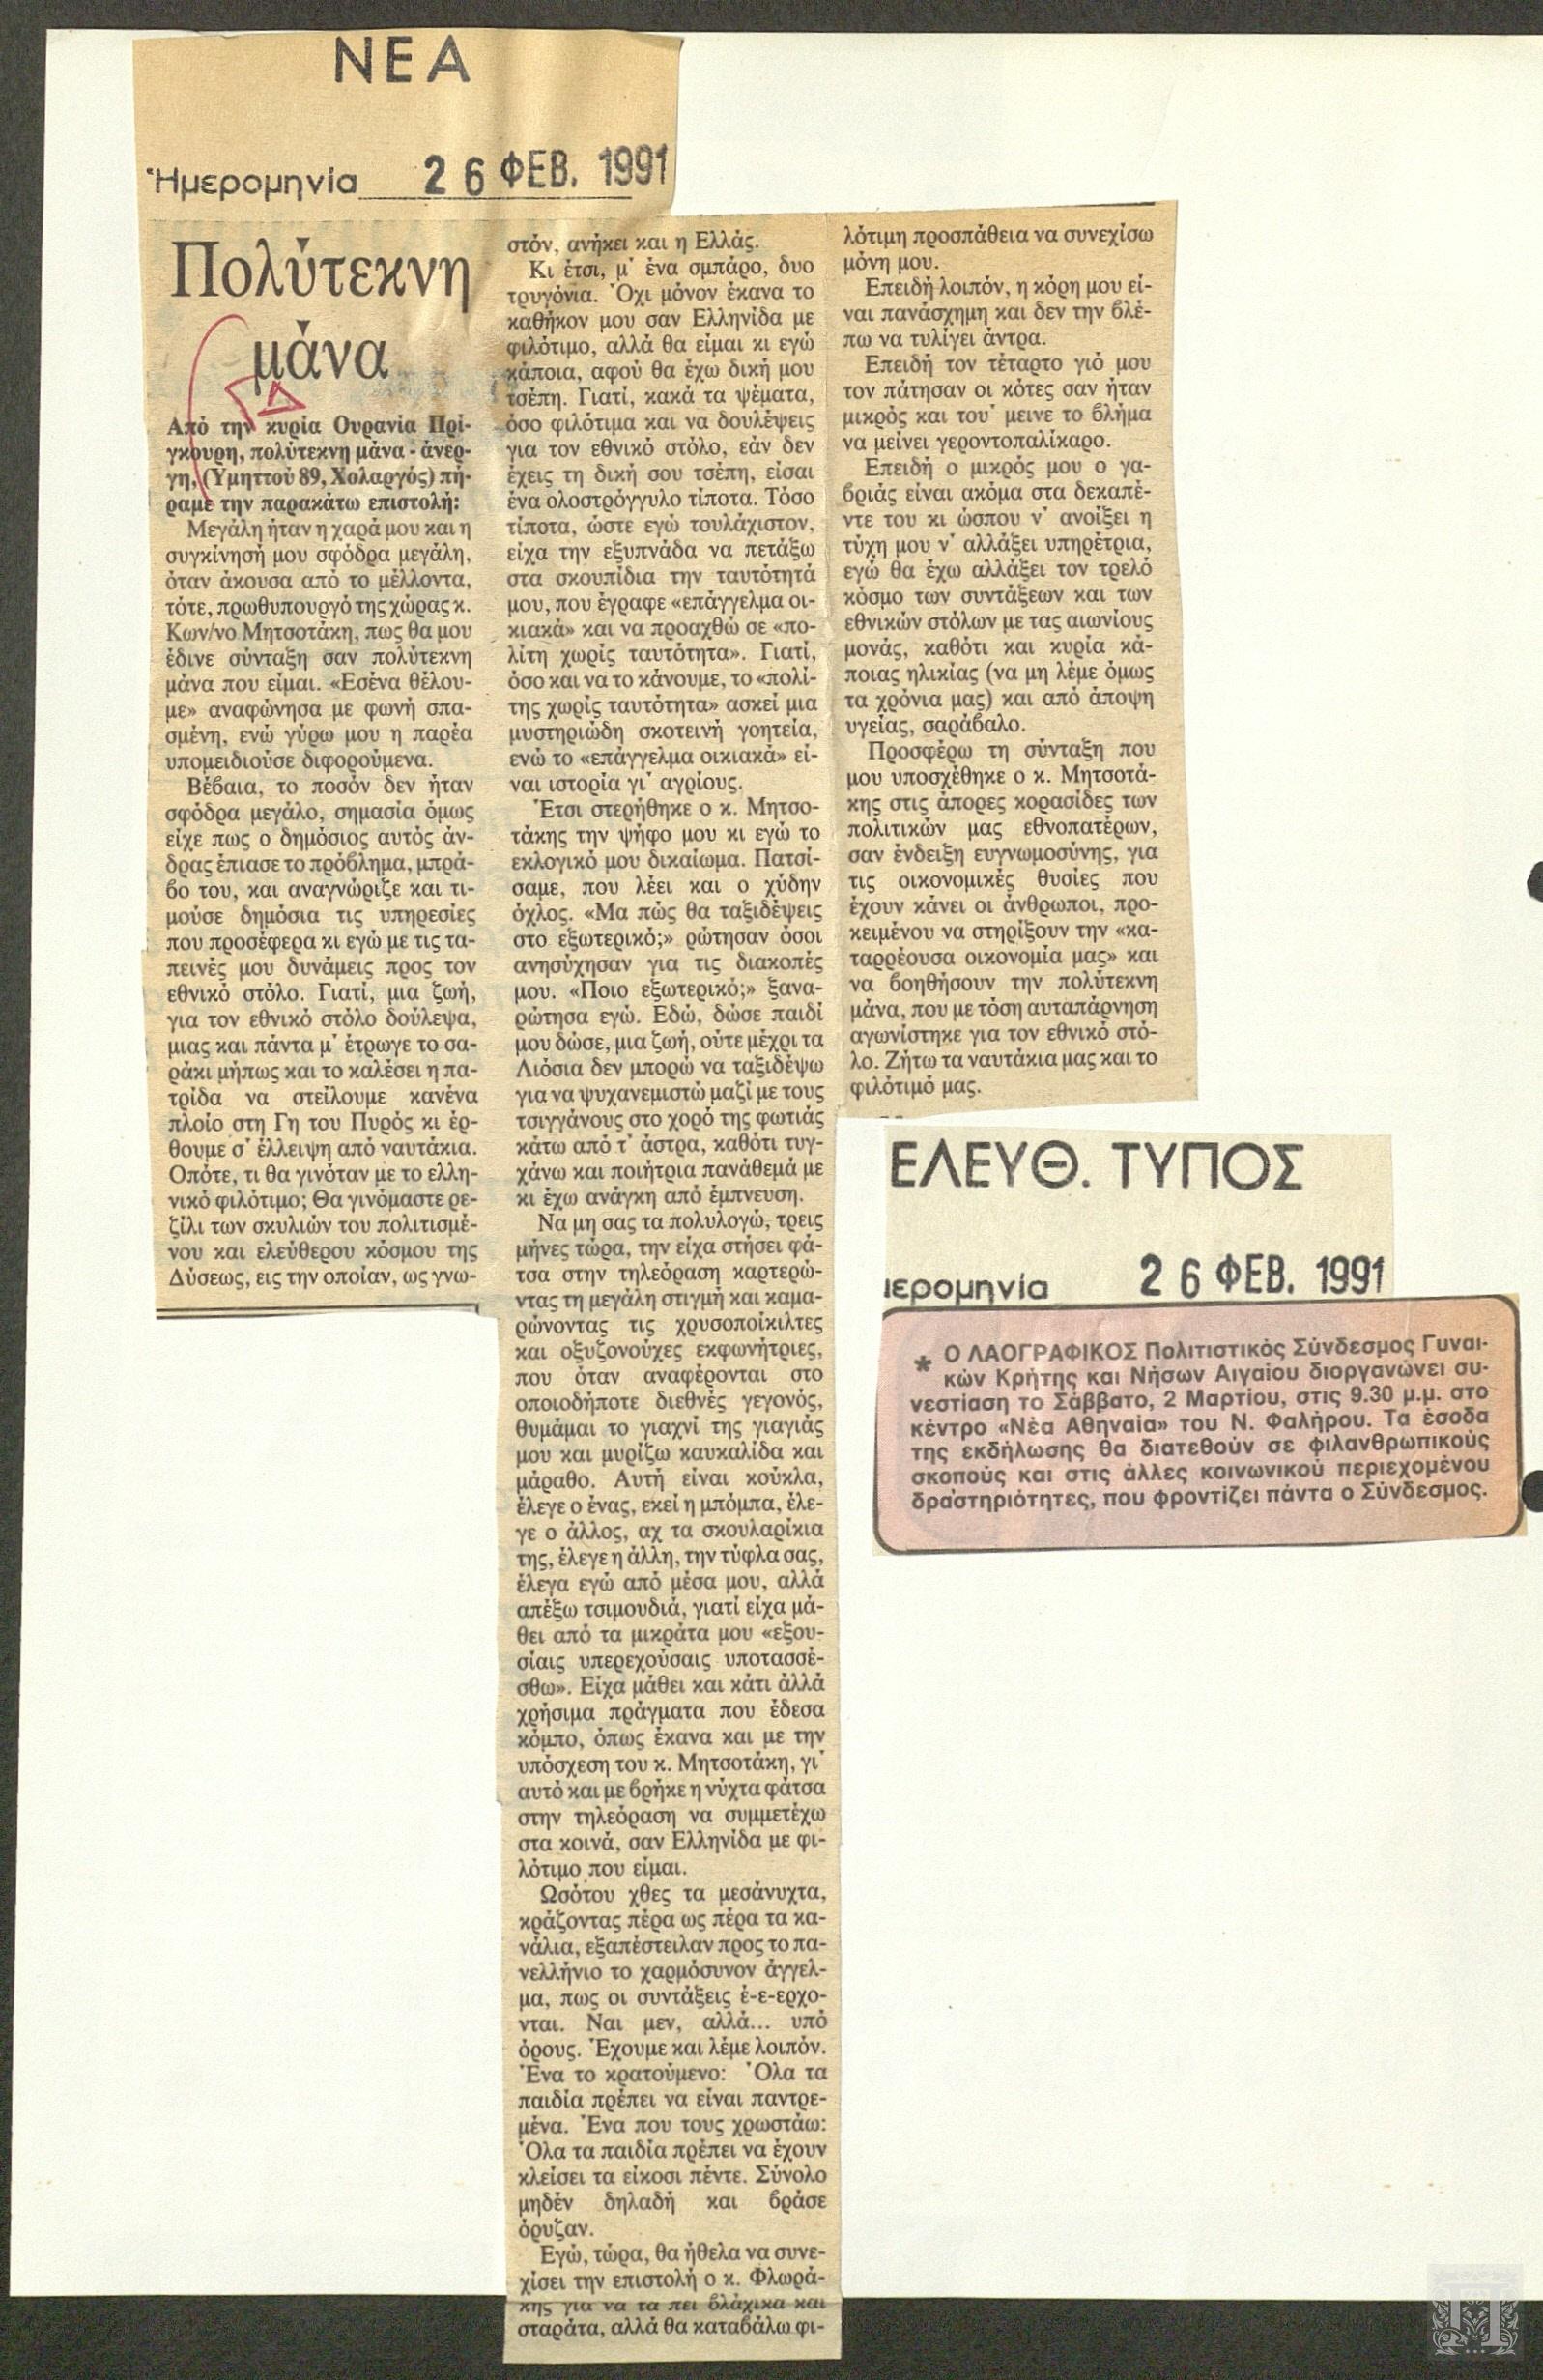 ΝΕΑ
Ἡμερομηνία 26 ΦΕΒ. 1991
Πολύτεκνη
μάνα
Από την κυρία Ουρανία Πρί-
γκουρη, πολύτεκνη μάνα - άνερ-
γη, (Υμηττού 89, Χολαργός) πή-
ραμε την παρακάτω επιστολή:
Μεγάλη ήταν η χαρά μου και η
συγκίνησή μου σφόδρα μεγάλη,
όταν άκουσα από το μέλλοντα,
τότε, πρωθυπουργό της χώρας κ.
Κων/νο Μητσοτάκη, πως θα μου
έδινε σύνταξη σαν πολύτεκνη
μάνα που είμαι. «Εσένα θέλου-
με» αναφώνησα με φωνή σπα-
σμένη, ενώ γύρω μου η παρέα
υπομειδιούσε διφορούμενα.
Βέβαια, το ποσόν δεν ήταν
σφόδρα μεγάλο, σημασία όμως
είχε πως ο δημόσιος αυτός άν-
δρας έπιασε το πρόβλημα, μπρά-
βο του, και αναγνώριζε και τι-
μούσε δημόσια τις υπηρεσίες
που προσέφερα κι εγώ με τις τα-
πεινές μου δυνάμεις προς τον
εθνικό στόλο. Γιατί, μια ζωή,
για τον εθνικό στόλο δούλεψα,
μιας και πάντα μ' έτρωγε το σα-
ράκι μήπως και το καλέσει η πα-
τρίδα να στείλουμε κανένα
πλοίο στη Γη του Πυρός κι έρ-
θουμε σ' έλλειψη από ναυτάκια.
Οπότε, τι θα γινόταν με το ελλη-
νικό φιλότιμο; Θα γινόμαστε ρε-
ζίλι των σκυλιών του πολιτισμέ-
νου και ελεύθερου κόσμου της
Δύσεως, εις την οποίαν, ως γνω-
στόν, ανήκει και η Ελλάς.
Κι έτσι, μ' ένα σμπάρο, δυο
τρυγόνια. Όχι μόνον έκανα το
καθήκον μου σαν Ελληνίδα με
φιλότιμο, αλλά θα είμαι κι εγώ
κάποια, αφού θα έχω δική μου
τσέπη. Γιατί, κακά τα ψέματα,
όσο φιλότιμα και να δουλέψεις
για τον εθνικό στόλο, εάν δεν
έχεις τη δική σου τσέπη, είσαι
ένα ολοστρόγγυλο τίποτα. Τόσο
τίποτα, ώστε εγώ τουλάχιστον,
είχα την εξυπνάδα να πετάξω
στα σκουπίδια την ταυτότητά
μου, που έγραφε «επάγγελμα οι-
κιακά» και να προαχθώ σε «πο-
λίτη χωρίς ταυτότητα». Γιατί,
όσο και να το κάνουμε, το «πολί-
της χωρίς ταυτότητα» ασκεί μια
μυστηριώδη σκοτεινή γοητεία,
ενώ το «επάγγελμα οικιακά» εί-
ναι ιστορία γι' αγρίους.
Έτσι στερήθηκε ο κ. Μητσο-
τάκης την ψήφο μου κι εγώ το
εκλογικό μου δικαίωμα. Πατσί-
σαμε, που λέει και ο χύδην
όχλος. «Μα πώς θα ταξιδέψεις
στο εξωτερικό;» ρώτησαν όσοι
ανησύχησαν για τις διακοπές
μου. «Ποιο εξωτερικό;» ξανα-
ρώτησα εγώ. Εδώ, δώσε παιδί
μου δώσε, μια ζωή, ούτε μέχρι τα
Λιόσια δεν μπορώ να ταξιδέψω
για να ψυχανεμιστώ μαζί με τους
τσιγγάνους στο χορό της φωτιάς
κάτω από τ' άστρα, καθότι τυγ-
χάνω και ποιήτρια πανάθεμά με
κι έχω ανάγκη από έμπνευση.
Να μη σας τα πολυλογώ, τρεις
μήνες τώρα, την είχα στήσει φά-
τσα στην τηλεόραση καρτερώ-
ντας τη μεγάλη στιγμή και καμα-
ρώνοντας τις χρυσοποίκιλτες
και οξυζονούχες εκφωνήτριες,
που όταν αναφέρονται στο
οποιοδήποτε διεθνές γεγονός,
θυμάμαι το γιαχνί της γιαγιάς
μου και μυρίζω καυκαλίδα και
μάραθο. Αυτή είναι κούκλα,
έλεγε ο ένας, εκεί η μπόμπα, έλε-
γε ο άλλος, αχ τα σκουλαρίκια
της, έλεγε η άλλη, την τύφλα σας,
έλεγα εγώ από μέσα μου, αλλά
απέξω τσιμουδιά, γιατί είχα μά-
θει από τα μικράτα μου «εξου-
σίαις υπερεχούσαις υποτασσέ-
σθω». Είχα μάθει και κάτι άλλά
χρήσιμα πράγματα που έδεσα
κόμπο, όπως έκανα και με την
υπόσχεση του κ. Μητσοτάκη, γι'
αυτό και με βρήκε η νύχτα φάτσα
στην τηλεόραση να συμμετέχω
στα κοινά, σαν Ελληνίδα με φι-
λότιμο που είμαι.
Ωσότου χθες τα μεσάνυχτα,
κράζοντας πέρα ως πέρα τα κα-
νάλια, εξαπέστειλαν προς το πα-
νελλήνιο το χαρμόσυνον άγγελ-
μα, πως οι συντάξεις έ-ε-ερχο-
νται. Ναι μεν, αλλά... υπό
όρους. Έχουμε και λέμε λοιπόν.
Ένα το κρατούμενο: Όλα τα
παιδιά πρέπει να είναι παντρε-
μένα. Ένα που τους χρωστάω:
Όλα τα παιδία πρέπει να έχουν
κλείσει τα είκοσι πέντε. Σύνολο
μηδέν δηλαδή και βράσε
όρυζαν.
Εγώ, τώρα, θα ήθελα να συνε-
χίσει την επιστολή ο κ. Φλωρά-
κης για να τα πει βλάχικα και
σταράτα, αλλά θα καταβάλω φι-
λότιμη προσπάθεια να συνεχίσω
μόνη μου.
Επειδή λοιπόν, η κόρη μου εί-
ναι πανάσχημη και δεν την βλέ-
πω να τυλίγει άντρα.
Επειδή τον τέταρτο γιό μου
τον πάτησαν οι κότες σαν ήταν
μικρός και του' μεινε το βλήμα
να μείνει γεροντοπαλίκαρο.
Επειδή ο μικρός μου ο γα-
βριάς είναι ακόμα στα δεκαπέ-
ντε του κι ώσπου ν' ανοίξει η
τύχη μου ν' αλλάξει υπηρέτρια,
εγώ θα έχω αλλάξει τον τρελό
κόσμο των συντάξεων και των
εθνικών στόλων με τας αιωνίους
μονάς, καθότι και κυρία κά-
ποιας ηλικίας (να μη λέμε όμως
τα χρόνια μας) και από άποψη
υγείας, σαράβαλο.
Προσφέρω τη σύνταξη που
μου υποσχέθηκε ο κ. Μητσοτά-
κης στις άπορες κορασίδες των
πολιτικών μας εθνοπατέρων,
σαν ένδειξη ευγνωμοσύνης, για
τις οικονομικές θυσίες που
έχουν κάνει οι άνθρωποι, προ-
κειμένου να στηρίξουν την «κα-
ταρρέουσα οικονομία μας» και
να βοηθήσουν την πολύτεκνη
μάνα, που με τόση αυταπάρνηση
αγωνίστηκε για τον εθνικό στό-
λο. Ζήτω τα ναυτάκια μας και το
φιλότιμό μας.
ΕΛΕΥΘ. ΤΥΠΟΣ
ιερομηνία 26 ΦΕΒ. 1991
* Ο ΛΑΟΓΡΑΦΙΚΟΣ Πολιτιστικός Σύνδεσμος Γυναι-
κών Κρήτης και Νήσων Αιγαίου διοργανώνει συ-
νεστίαση το Σάββατο, 2 Μαρτίου, στις 9.30 μ.μ. στο
κέντρο «Νέα Αθηναία» του Ν. Φαλήρου. Τα έσοδα
της εκδήλωσης θα διατεθούν σε φιλανθρωπικούς
σκοπούς και στις άλλες κοινωνικού περιεχομένου
δραστηριότητες, που φροντίζει πάντα ο Σύνδεσμος.